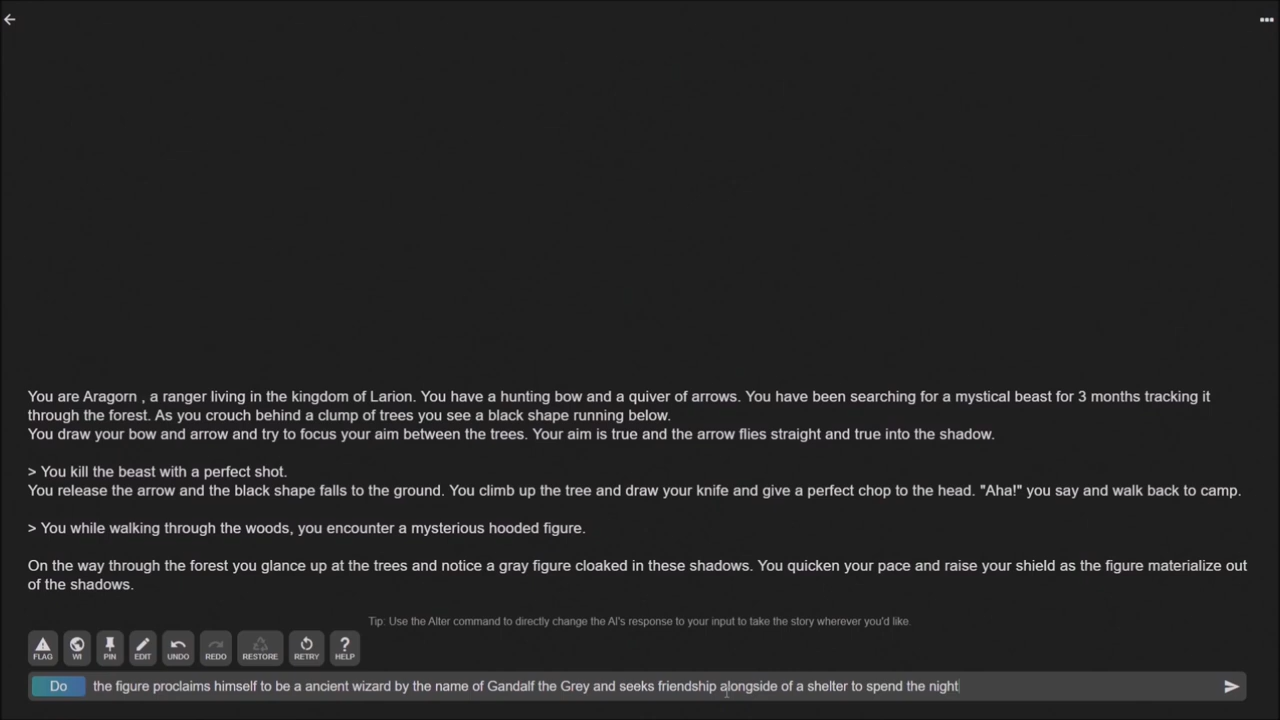 You are Aragorn , a ranger living in the kingdom of Larion. You have a hunting bow and a quiver of arrows. You have been searching for a mystical beast for 3 months tracking it
through the forest. As you crouch behind a clump of trees you see a black shape running below.
You draw your bow and arrow and try to focus your aim between the trees. Your aim is true and the arrow flies straight and true into the shadow.
> You kill the beast with a perfect shot.
You release the arrow and the black shape falls to the ground. You climb up the tree and draw your knife and give a perfect chop to the head. "Aha!" you say and walk back to camp.
> You while walking through the woods, you encounter a mysterious hooded figure.
On the way through the forest you glance up at the trees and notice a gray figure cloaked in these shadows. You quicken your pace and raise your shield as the figure materialize out
of the shadows.
Tip: Use the Alter command to directly change the AI's response to your input to take the story wherever you'd like.
FLAG WI PIN EDIT UNDO REDO RESTORE RETRY HELP
Do the figure proclaims himself to be a ancient wizard by the name of Gandalf the Grey and seeks friendship alongside of a shelter to spend the night